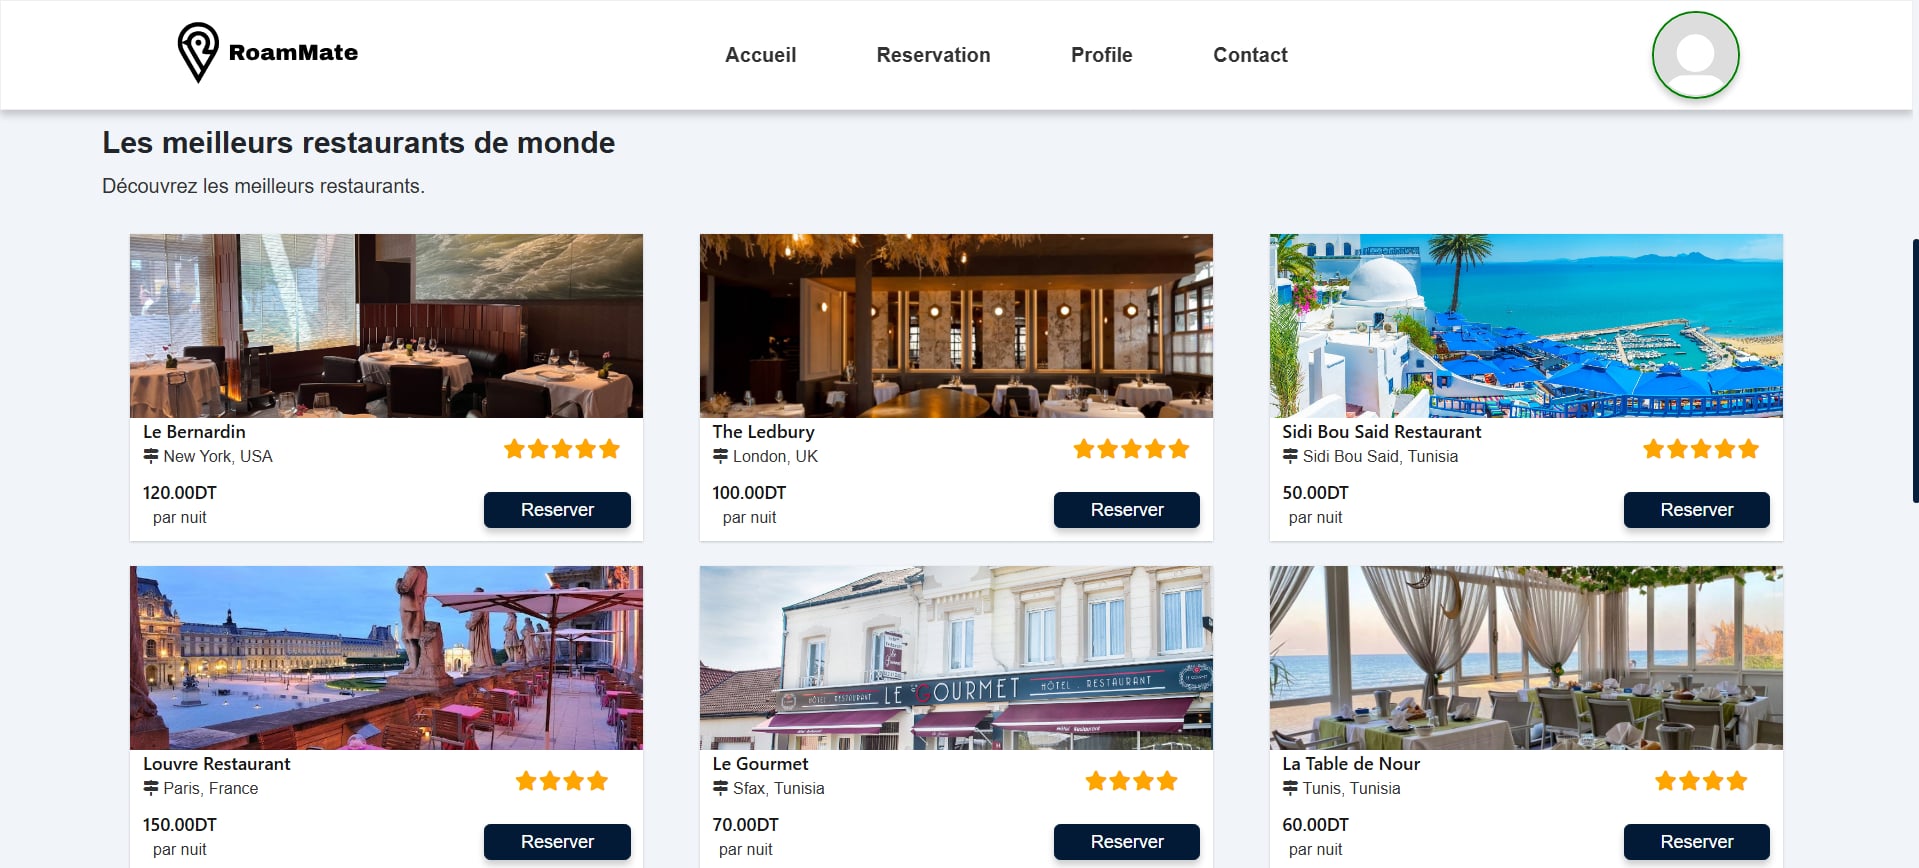 RoamMate
Accueil
Reservation
Profile
Contact
Les meilleurs restaurants de monde
Découvrez les meilleurs restaurants.
Le Bernardin
New York, USA
120.00DT
par nuit
Reserver
The Ledbury
London, UK
100.00DT
par nuit
Reserver
Sidi Bou Said Restaurant
Sidi Bou Said, Tunisia
50.00DT
par nuit
Reserver
HÔTEL . RESTAURANT
LE GOURMET
HÔTEL . RESTAURANT
Louvre Restaurant
Paris, France
150.00DT
par nuit
Reserver
Le Gourmet
Sfax, Tunisia
70.00DT
par nuit
Reserver
La Table de Nour
Tunis, Tunisia
60.00DT
par nuit
Reserver